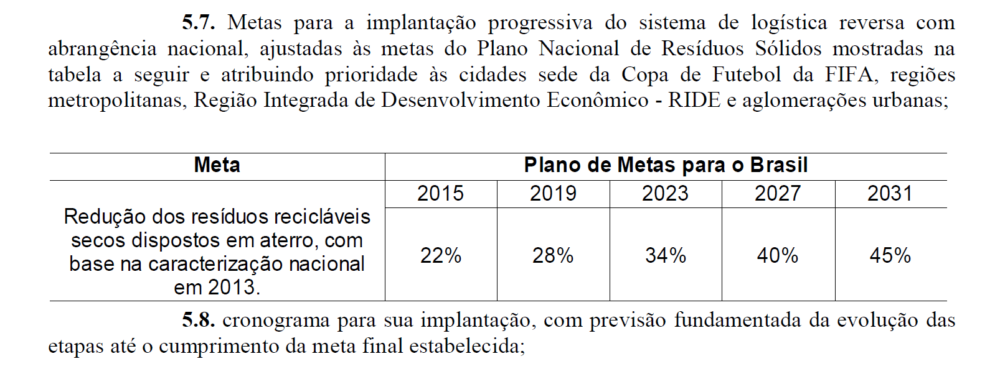 5.7. Metas para a implantação progressiva do sistema de logística reversa com
abrangência nacional, ajustadas às metas do Plano Nacional de Resíduos Sólidos mostradas na
tabela a seguir e atribuindo prioridade às cidades sede da Copa de Futebol da FIFA, regiões
metropolitanas, Região Integrada de Desenvolvimento Econômico - RIDE e aglomerações urbanas;
Meta Plano de Metas para o Brasil
2015 2019 2023 2027 2031
Redução dos resíduos recicláveis
secos dispostos em aterro, com
base na caracterização nacional
em 2013.
22% 28% 34% 40% 45%
5.8. cronograma para sua implantação, com previsão fundamentada da evolução das
etapas até o cumprimento da meta final estabelecida;